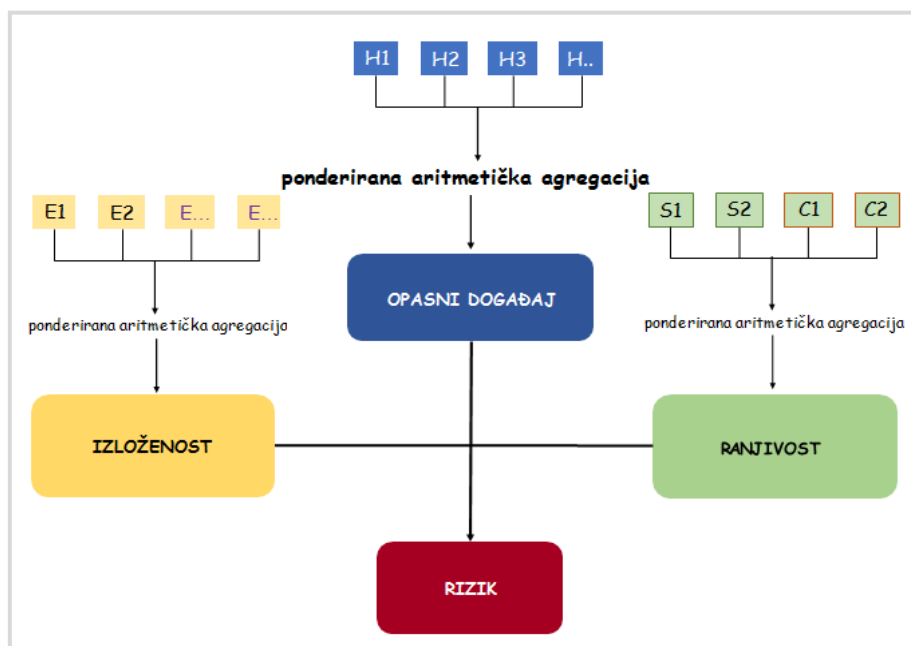 H1 H2 H3 H..
ponderirana aritmetička agregacija
E1 E2 E... E...
S1 S2 C1 C2
OPASNI DOGAĐAJ
ponderirana aritmetička agregacija
ponderirana aritmetička agregacija
IZLOŽENOST
RANJIVOST
RIZIK